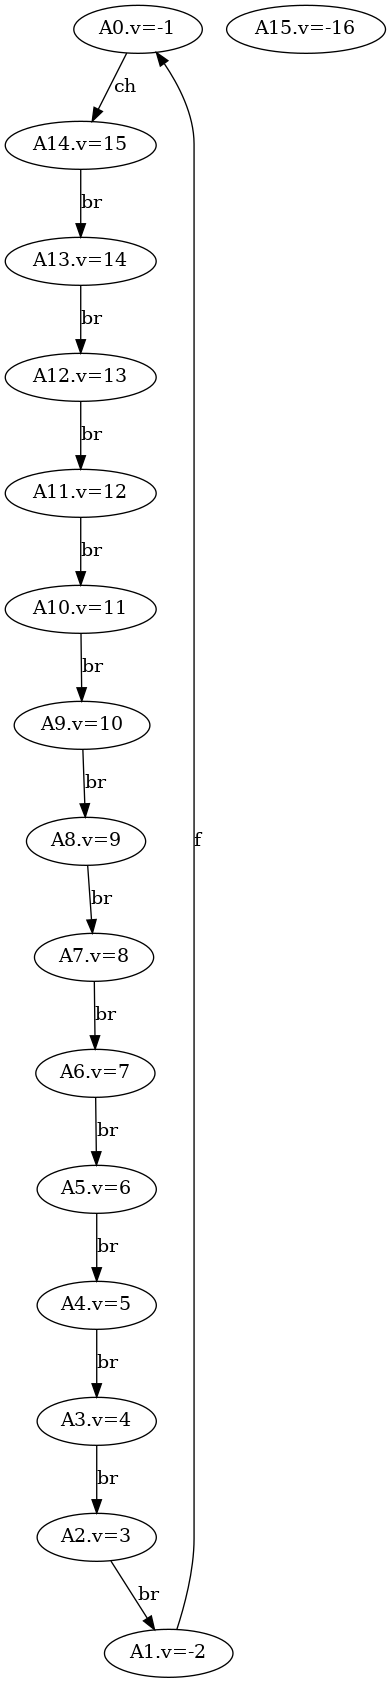 A0.v=-1 A15.v=-16
ch
A14.v=15
br
A13.v=14
br
A12.v=13
br
A11.v=12
br
A10.v=11
br
A9.v=10
br
A8.v=9
f
br
A7.v=8
br
A6.v=7
br
A5.v=6
br
A4.v=5
br
A3.v=4
br
A2.v=3
br
A1.v=-2